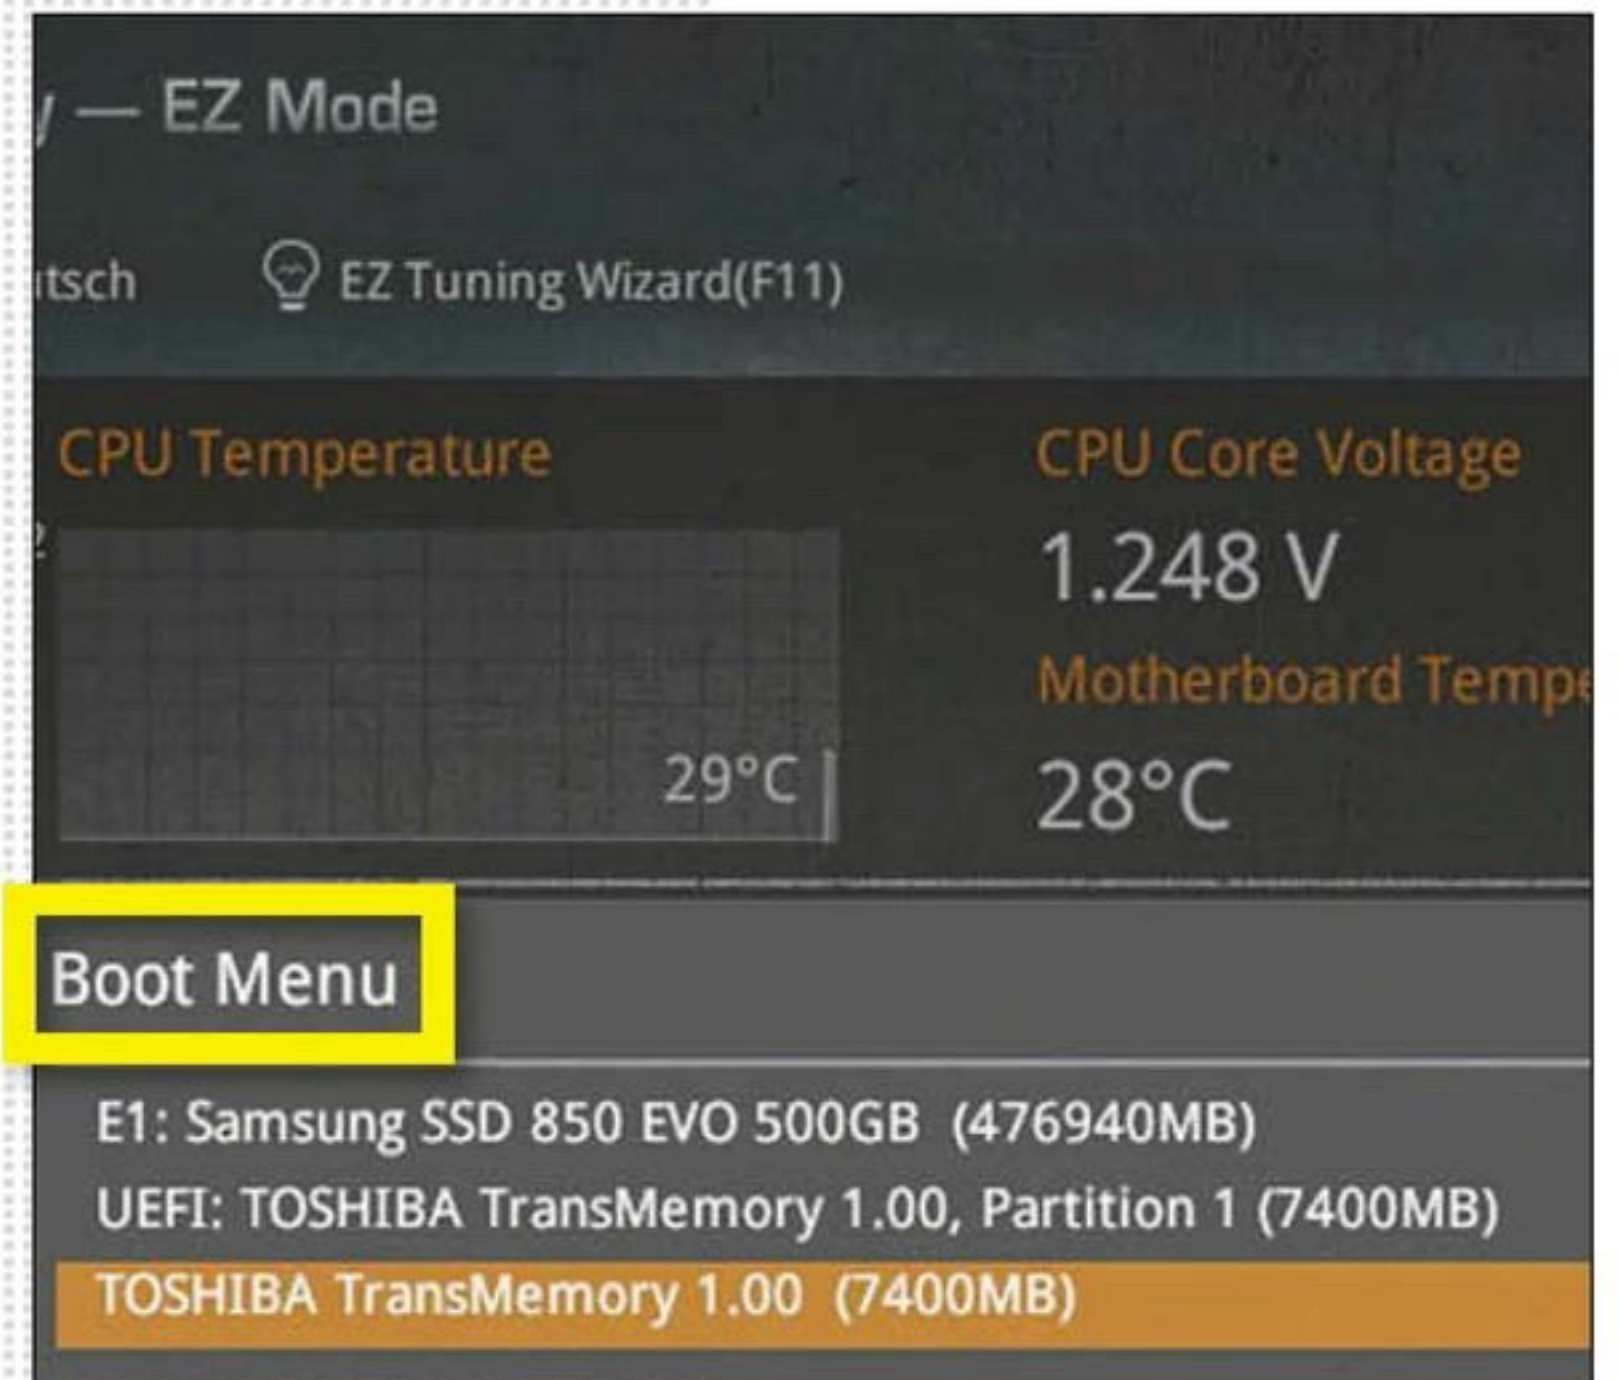 — EZ Mode
EZ Tuning Wizard(F11)
CPU Temperature
29°C
CPU Core Voltage
1.248 V
Motherboard
28°C
Boot Menu
E1: Samsung SSD 850 EVO 500GB (476940MB)
UEFI: TOSHIBA TransMemory 1.00, Partition 1 (7400MB)
TOSHIBA TransMemory 1.00 (7400MB)